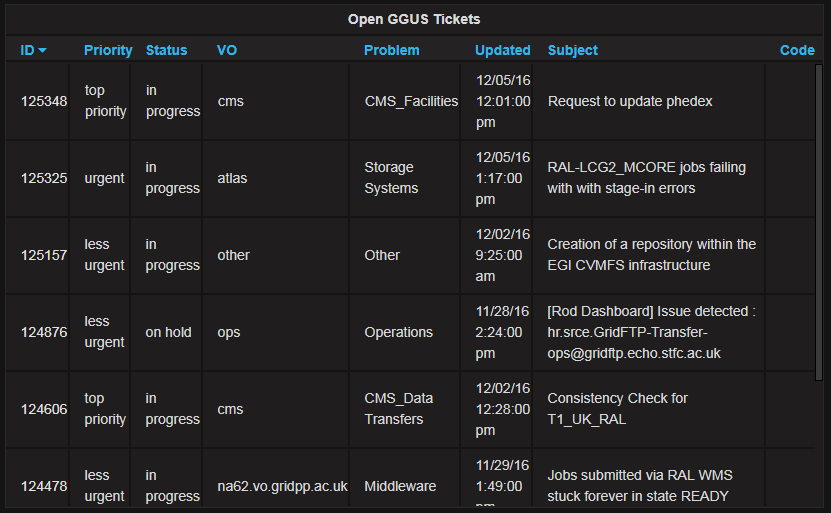 Open GGUS Tickets
ID Priority Status VO Problem Updated Subject Code
125348 top priority in progress cms CMS_Facilities 12/05/16 12:01:00 pm Request to update phedex
125325 urgent in progress atlas Storage Systems 12/05/16 1:17:00 pm RAL-LCG2_MCORE jobs failing with with stage-in errors
125157 less urgent in progress other Other 12/02/16 9:25:00 am Creation of a repository within the EGI CVMFS infrastructure
124876 less urgent on hold ops Operations 11/28/16 2:24:00 pm [Rod Dashboard] Issue detected : hr.srce.GridFTP-Transfer-ops@gridftp.echo.stfc.ac.uk
124606 top priority in progress cms CMS_Data Transfers 12/02/16 12:28:00 pm Consistency Check for T1_UK_RAL
124478 less urgent in progress na62.vo.gridpp.ac.uk Middleware 11/29/16 1:49:00 pm Jobs submitted via RAL WMS stuck forever in state READY